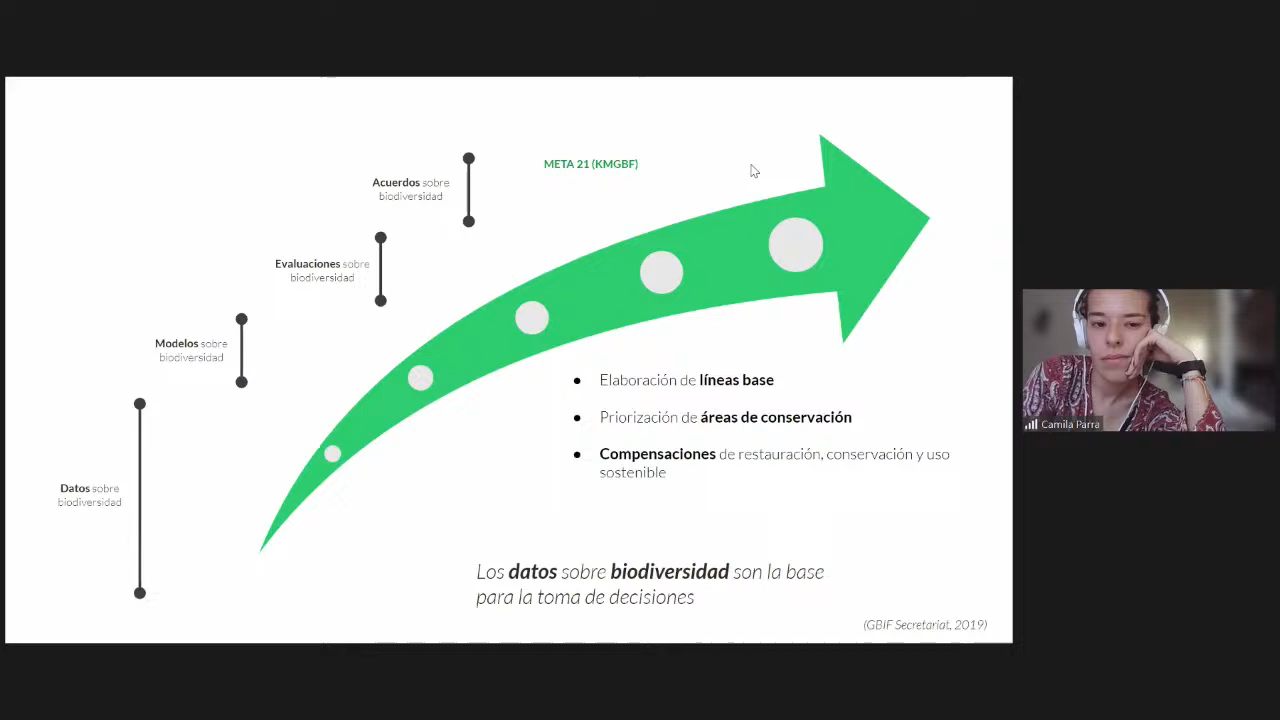 META 21 (KMGBF)
Acuerdos sobre
biodiversidad
Evaluaciones sobre
biodiversidad
Modelos sobre
biodiversidad
Datos sobre
biodiversidad
● Elaboración de líneas base
● Priorización de áreas de conservación
● Compensaciones de restauración, conservación y uso
sostenible
Los datos sobre biodiversidad son la base
para la toma de decisiones
(GBIF Secretariat, 2019)
Camila Parra